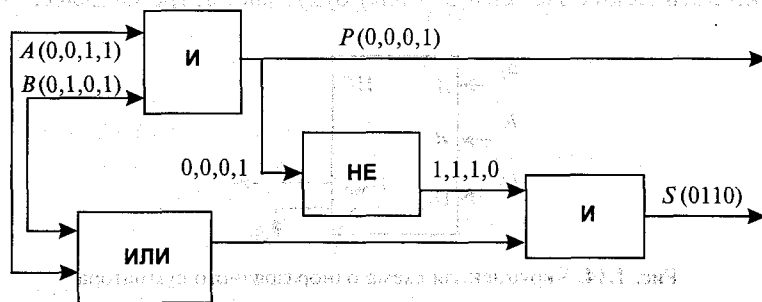 A(0,0,1,1)
И
P(0,0,0,1)
B(0,1,0,1)
0,0,0,1
НЕ
1,1,1,0
И
S(0110)
ИЛИ